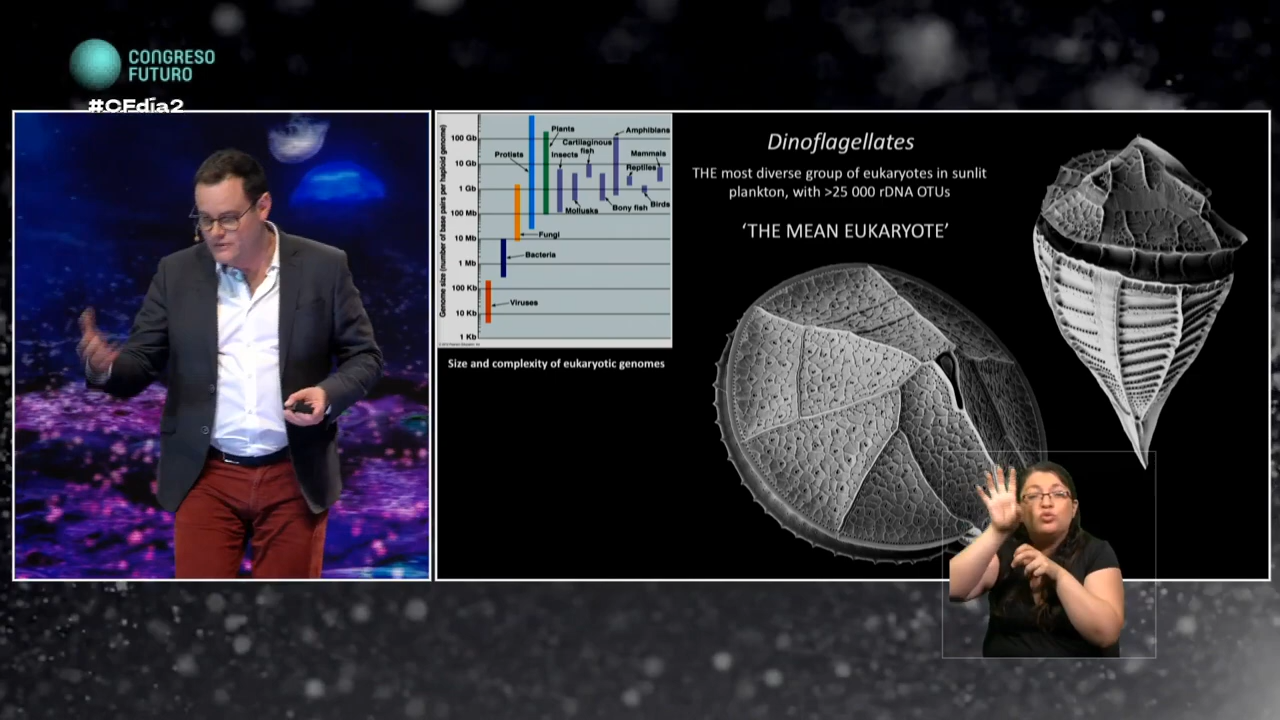 CONGRESO
FUTURO
#CFdía2
Genome size (number of base pairs per haploid genome)
100 Gb
10 Gb
1 Gb
100 Mb
10 Mb
1 Mb
100 Kb
10 Kb
1 Kb
Viruses
Bacteria
Fungi
Protists
Plants
Insects
Mollusks
Cartilaginous
fish
Bony fish
Amphibians
Reptiles
Birds
Mammals
Size and complexity of eukaryotic genomes
Dinoflagellates
THE most diverse group of eukaryotes in sunlit
plankton, with >25 000 rDNA OTUs
‘THE MEAN EUKARYOTE’